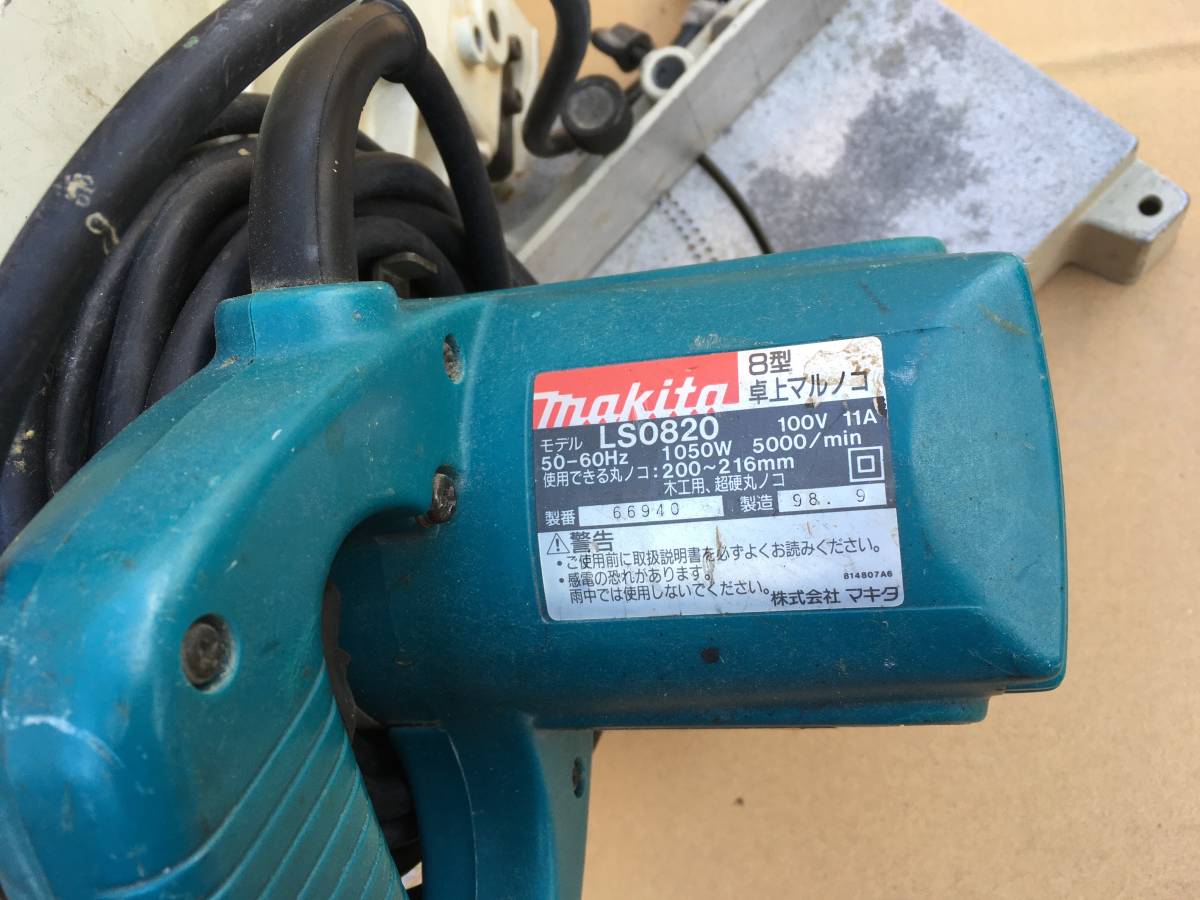 makita
8型
卓上マルノコ
モデル LS0820 100V 11A
50-60Hz 1050W 5000/min
使用できる丸ノコ:200~216mm
木工用、超硬丸ノコ
製番 66940 製造 98. 9
警告
・ご使用前に取扱説明書を必ずよくお読みください。
・感電の恐れがあります。
雨中では使用しないでください。
814807A6
株式会社 マキタ